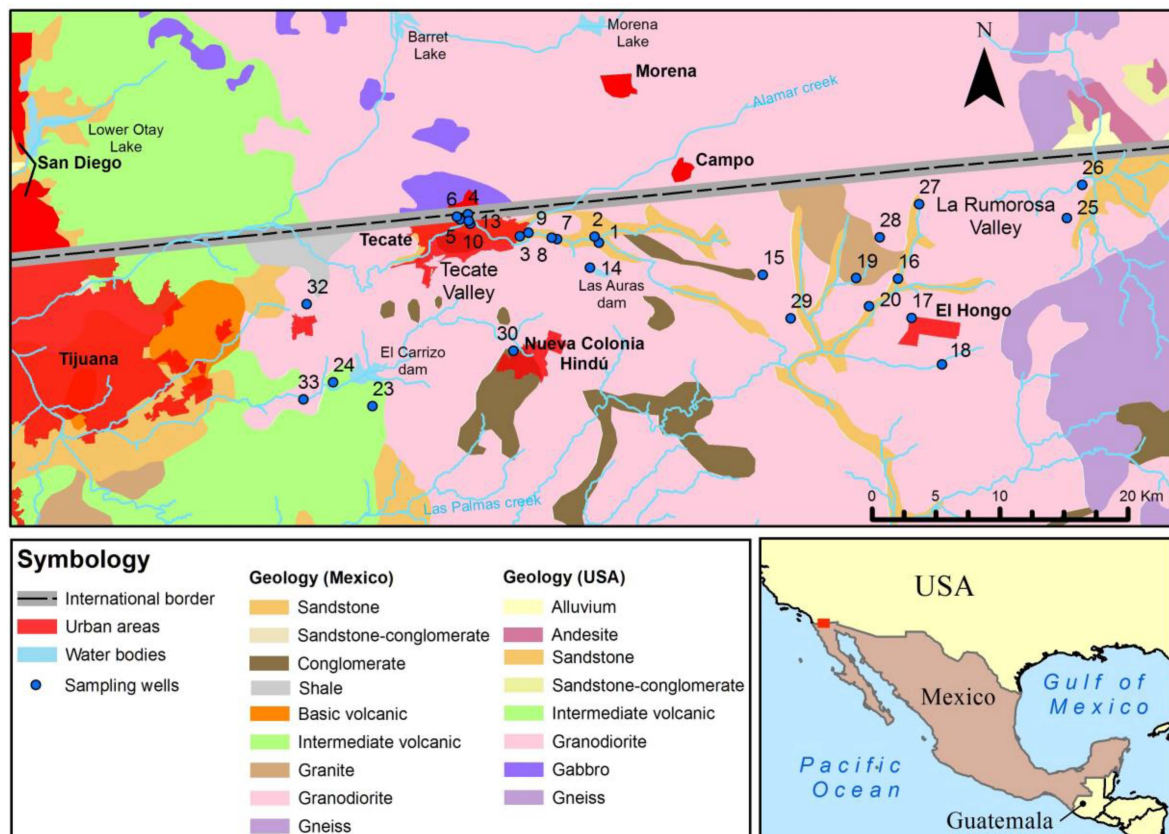 Barret
Lake
Morena
Lake
N
Morena
Alamar creek
Lower Otay
Lake
San Diego
Campo
26
6
4
27
La Rumorosa
Valley
25
9
7
2
28
13
Tecate
5
10
3
8
1
Tecate
Valley
14
Las Auras
dam
15
19
16
32
29
20
17
El Hongo
30
Nueva Colonia
Hindú
18
Tijuana
El Carrizo
dam
24
33
23
Las Palmas creek
0 5 10 20 Km
Symbology
International border
Urban areas
Water bodies
Sampling wells
Geology (Mexico)
Sandstone
Sandstone-conglomerate
Conglomerate
Shale
Basic volcanic
Intermediate volcanic
Granite
Granodiorite
Gneiss
Geology (USA)
Alluvium
Andesite
Sandstone
Sandstone-conglomerate
Intermediate volcanic
Granodiorite
Gabbro
Gneiss
USA
Mexico
Gulf of
Mexico
Pacific
Ocean
Guatemala